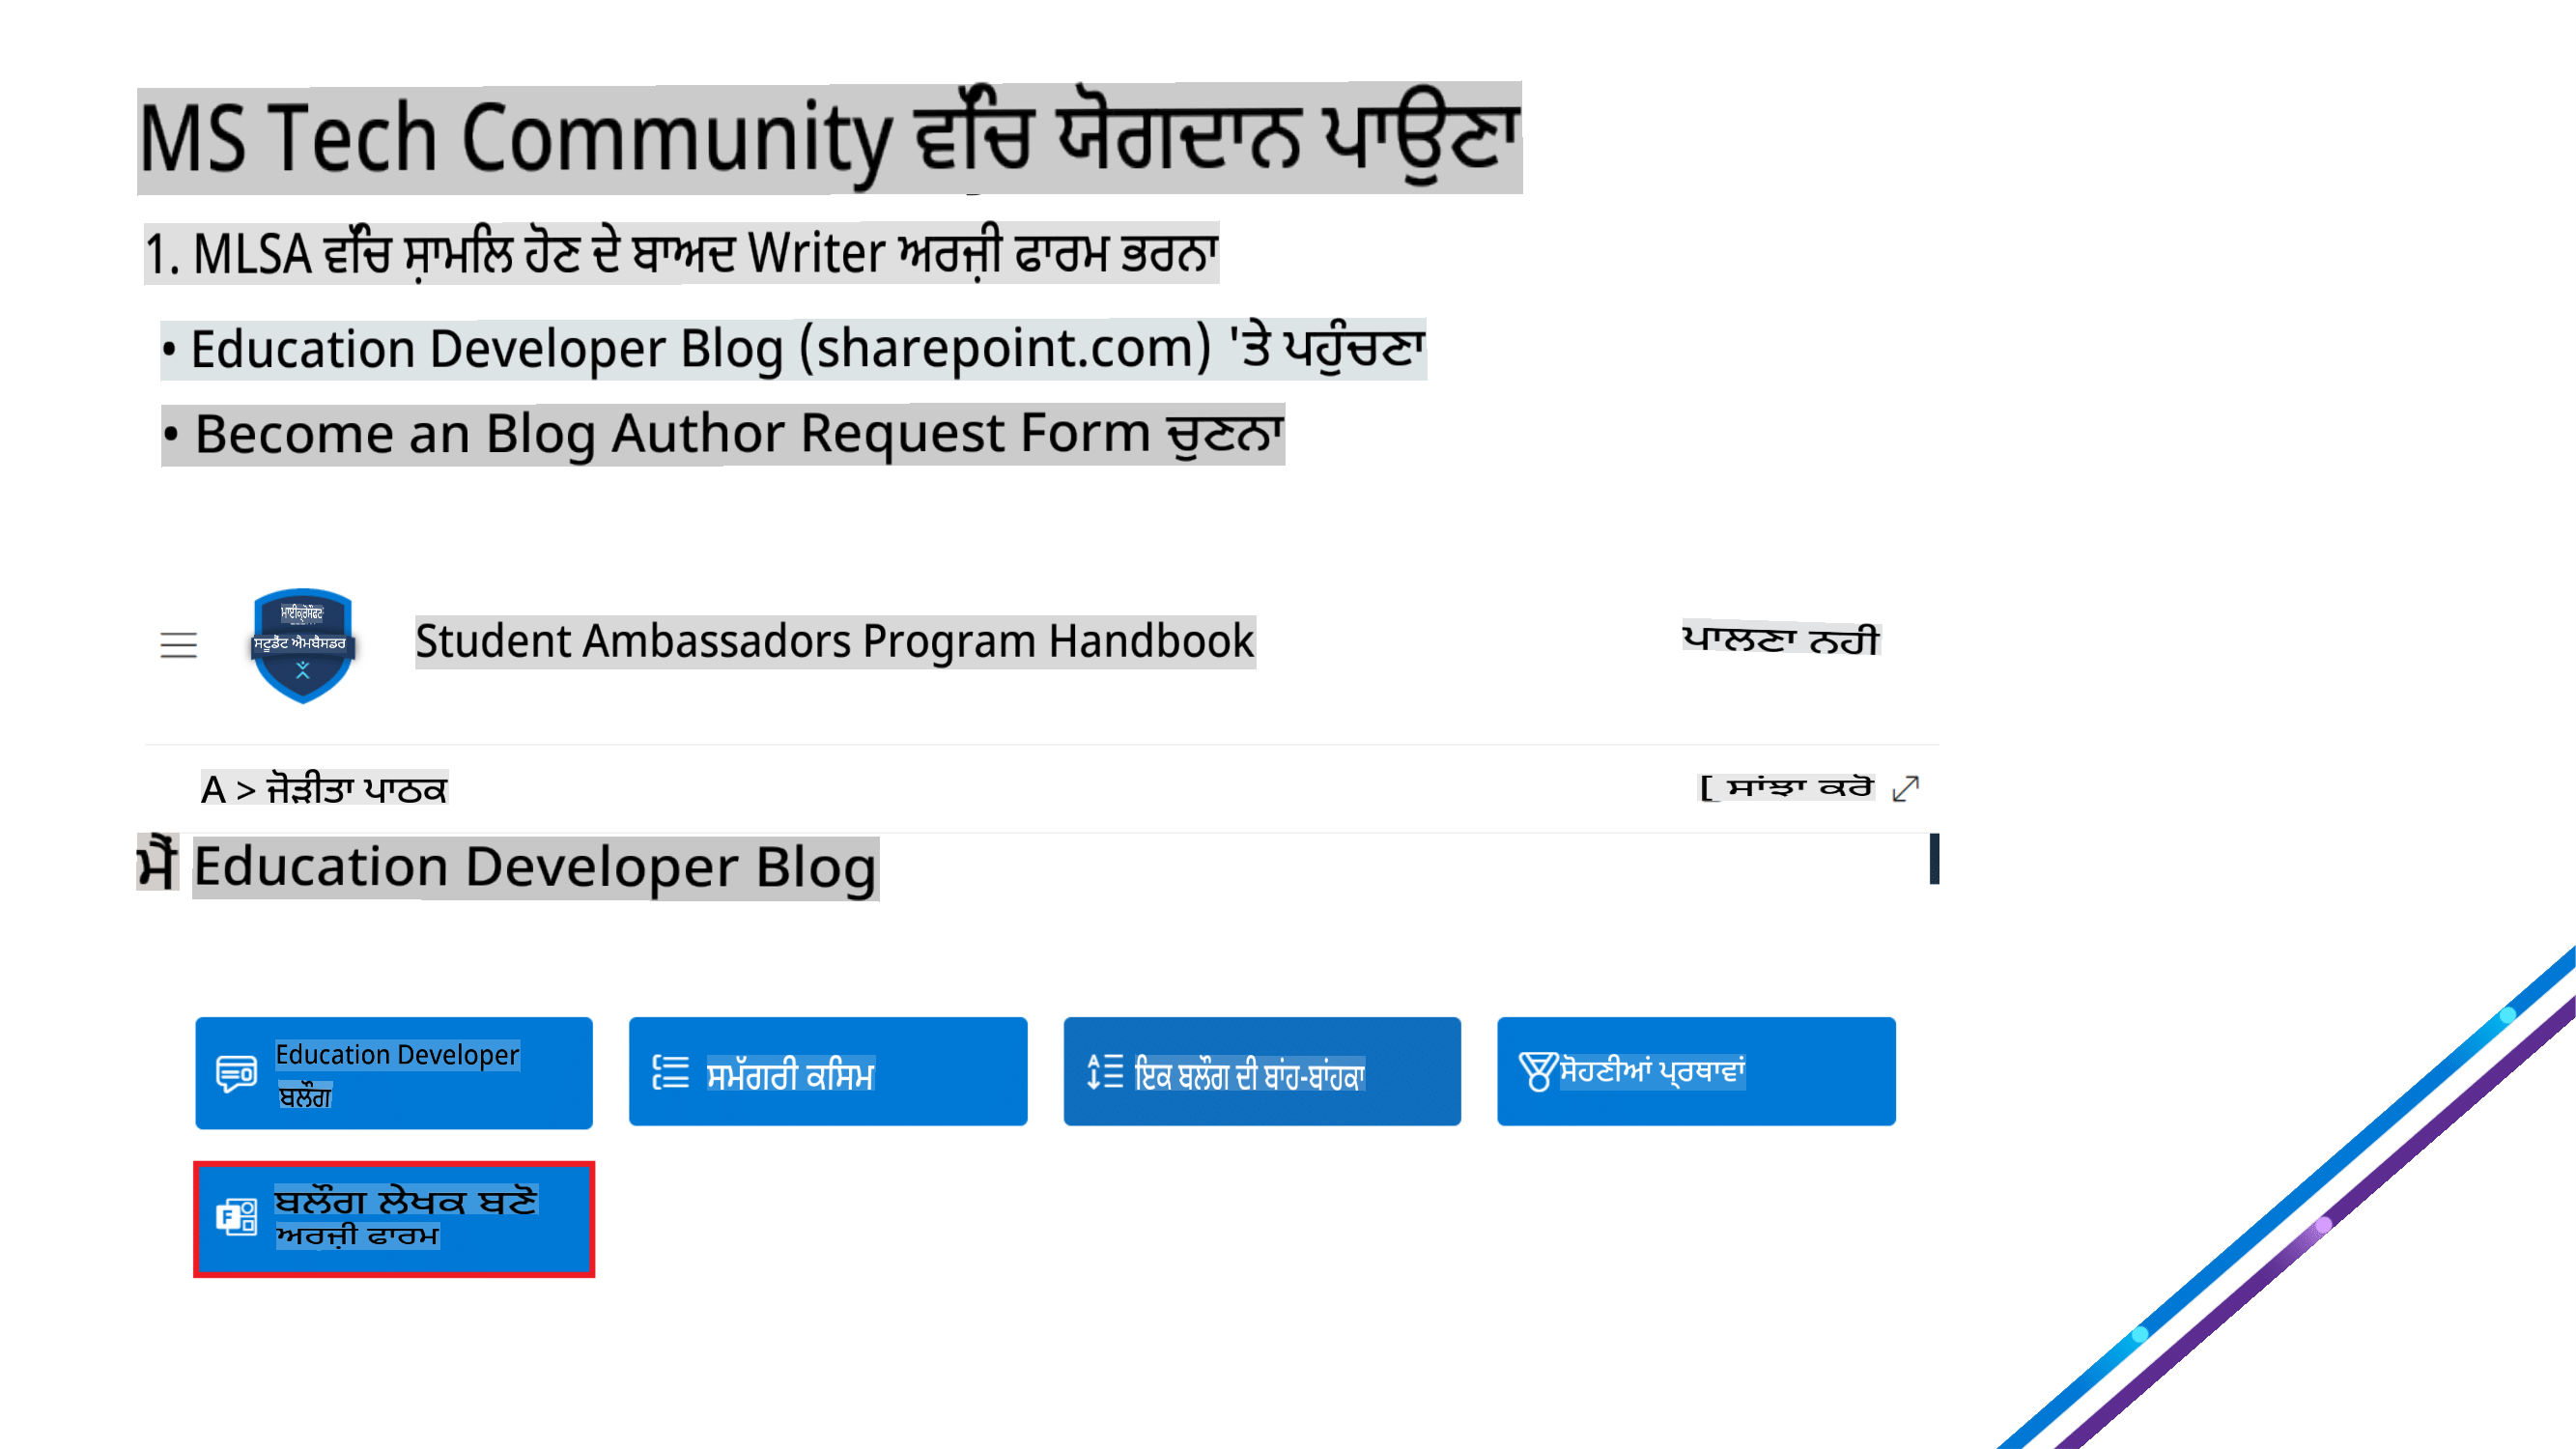 MS Tech Community ਵਿੱਚ ਯੋਗਦਾਨ ਪਾਉਣਾ
1. MLSA ਵਿੱਚ ਸ਼ਾਮਲ ਹੋਣ ਦੇ ਬਾਅਦ Writer ਅਰਜ਼ੀ ਫਾਰਮ ਭਰਨਾ
• Education Developer Blog (sharepoint.com) 'ਤੇ ਪਹੁੰਚਣਾ
• Become an Blog Author Request Form ਚੁਣਨਾ
ਮਾਈਕ੍ਰੋਸੌਫਟ
ਸਟੂਡੈਂਟ ਐਮਬੈਸਡਰ
Student Ambassadors Program Handbook
ਪਾਲਣਾ ਨਹੀ
A > ਜੋੜੀਤਾ ਪਾਠਕ
[ ਸਾਂਝਾ ਕਰੋ
ਮੈਂ Education Developer Blog
Education Developer
ਬਲੌਗ
ਸਮੱਗਰੀ ਕਿਸਮ
ਇਕ ਬਲੌਗ ਦੀ ਬਾਂਹ-ਬਾਂਹਕਾ
ਸੋਹਣੀਆਂ ਪ੍ਰਥਾਵਾਂ
ਬਲੌਗ ਲੇਖਕ ਬਣੋ
ਅਰਜ਼ੀ ਫਾਰਮ